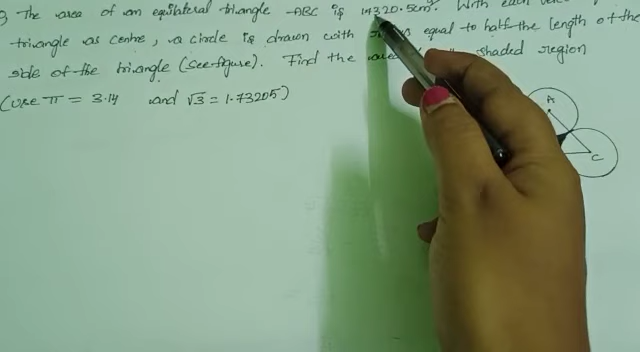 The area of an equilateral triangle ABC is 17320.5cm². With each
triangle as centre, a circle is drawn with equal to half the length of the
side of the triangle (see figure). Find the area shaded region
(use π = 3.14 and √3 = 1.73205)
A
C